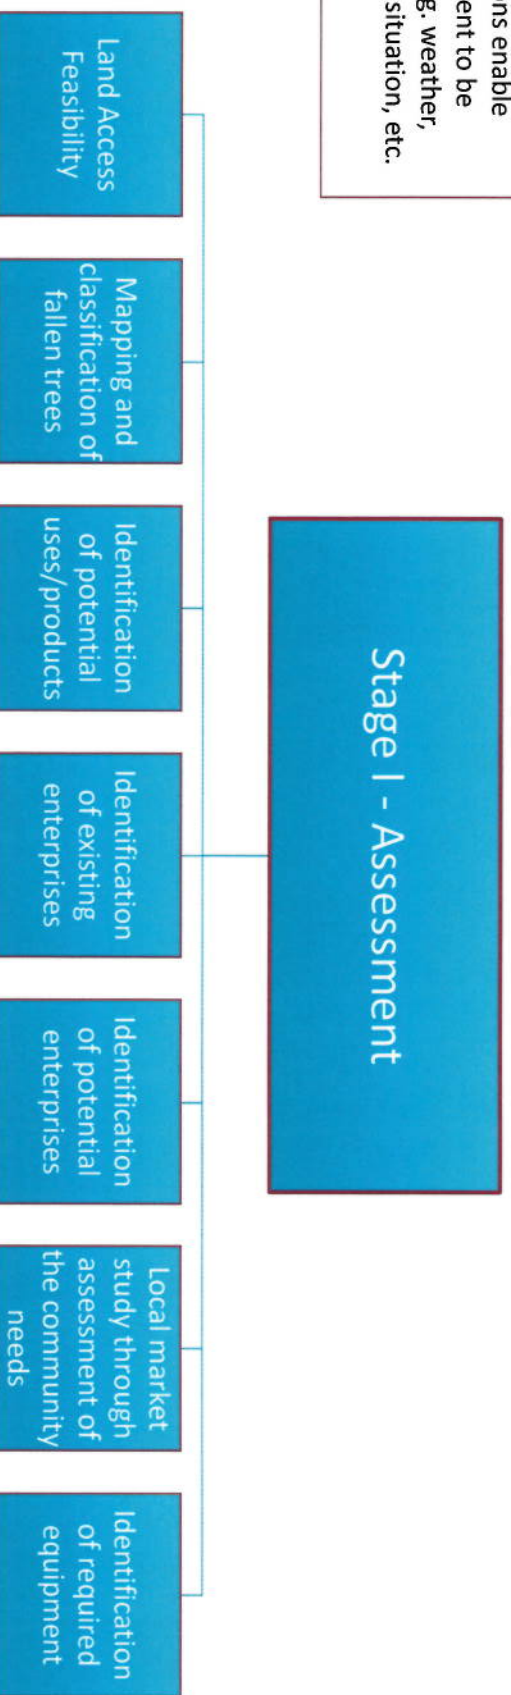 ons enable
ent to be
g. weather,
situation, etc.
Stage I - Assessment
Land Access
Feasibility
Mapping and
classification of
fallen trees
Identification
of potential
uses/products
Identification
of existing
enterprises
Identification
of potential
enterprises
Local market
study through
assessment of
the community
needs
Identification
of required
equipment